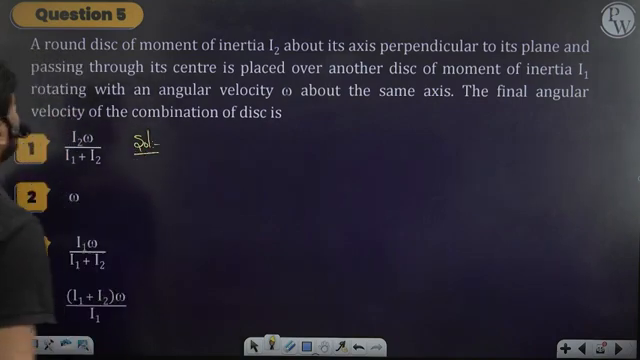 Question 5
PW
A round disc of moment of inertia I₂ about its axis perpendicular to its plane and
passing through its centre is placed over another disc of moment of inertia I₁
rotating with an angular velocity ω about the same axis. The final angular
velocity of the combination of disc is
1 I₂ω / (I₁ + I₂)
Sol:-
2 ω
I₁ω / (I₁ + I₂)
(I₁ + I₂)ω / I₁